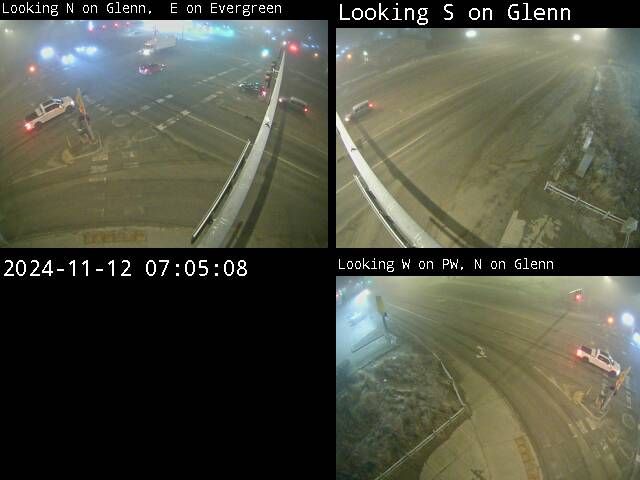 Looking N on Glenn,  E on Evergreen
Looking S on Glenn
2024-11-12 07:05:08
Looking W on PW, N on Glenn